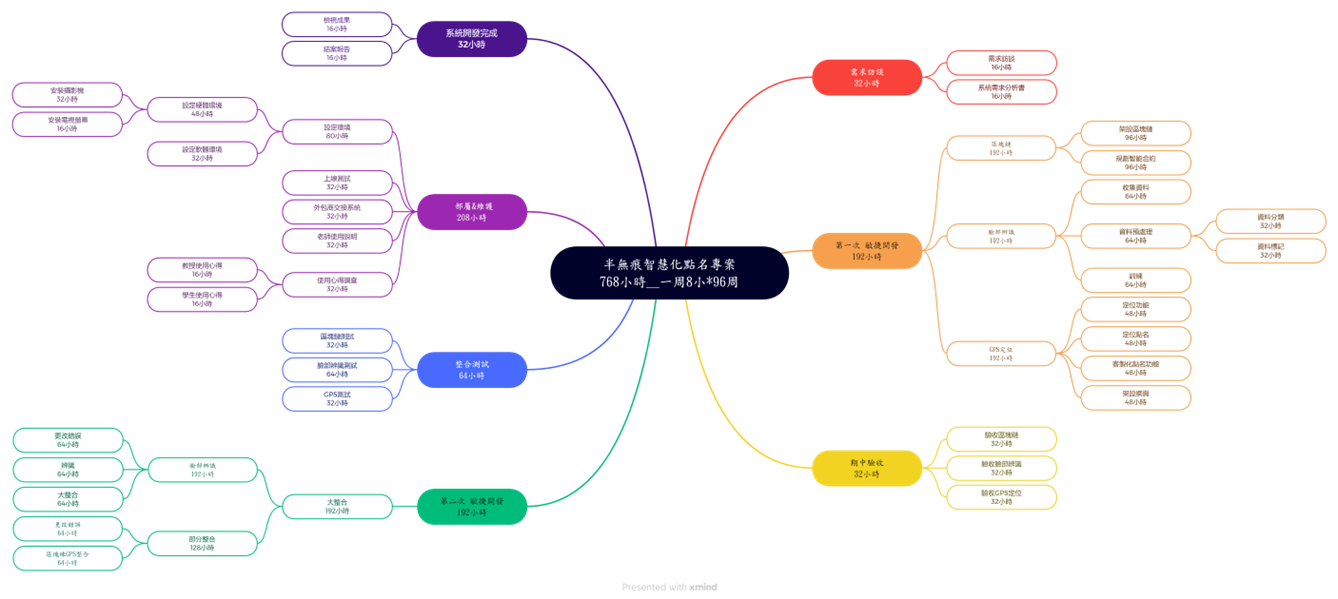 半無痕智慧化點名專案
768小時__一周8小*96周
需求訪談
32小時
需求訪談
16小時
系統需求分析書
16小時
第一次 敏捷開發
192小時
區塊鏈
192小時
架設區塊鏈
96小時
規劃智能合約
96小時
臉部辨識
192小時
收集資料
64小時
資料預處理
64小時
資料分類
32小時
資料標記
32小時
訓練
64小時
GPS定位
192小時
定位功能
48小時
定位點名
48小時
客製化點名功能
48小時
架設網頁
48小時
期中驗收
32小時
驗收區塊鏈
32小時
驗收臉部辨識
32小時
驗收GPS定位
32小時
第二次 敏捷開發
192小時
大整合
192小時
臉部辨識
192小時
更改錯誤
64小時
辨識
64小時
大整合
64小時
部分整合
128小時
更改錯誤
64小時
區塊鏈GPS整合
64小時
整合測試
64小時
區塊鏈測試
32小時
臉部辨識測試
64小時
GPS測試
32小時
部屬&維護
208小時
設定環境
80小時
設定硬體環境
48小時
安裝攝影機
32小時
安裝電視螢幕
16小時
設定軟體環境
32小時
上線測試
32小時
外包商交接系統
32小時
老師使用說明
32小時
使用心得調查
32小時
教授使用心得
16小時
學生使用心得
16小時
系統開發完成
32小時
檢視成果
16小時
結案報告
16小時
Presented with xmind